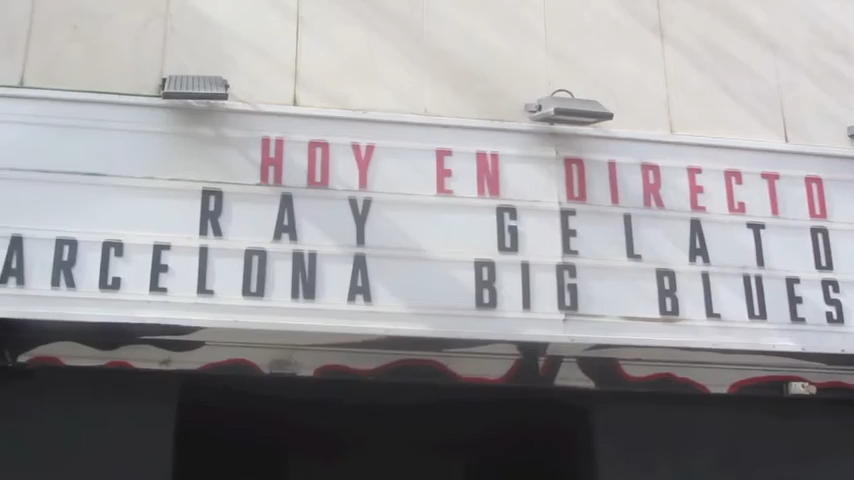 HOY EN DIRECTO
RAY GELATO
ARCELONA BIG BLUES